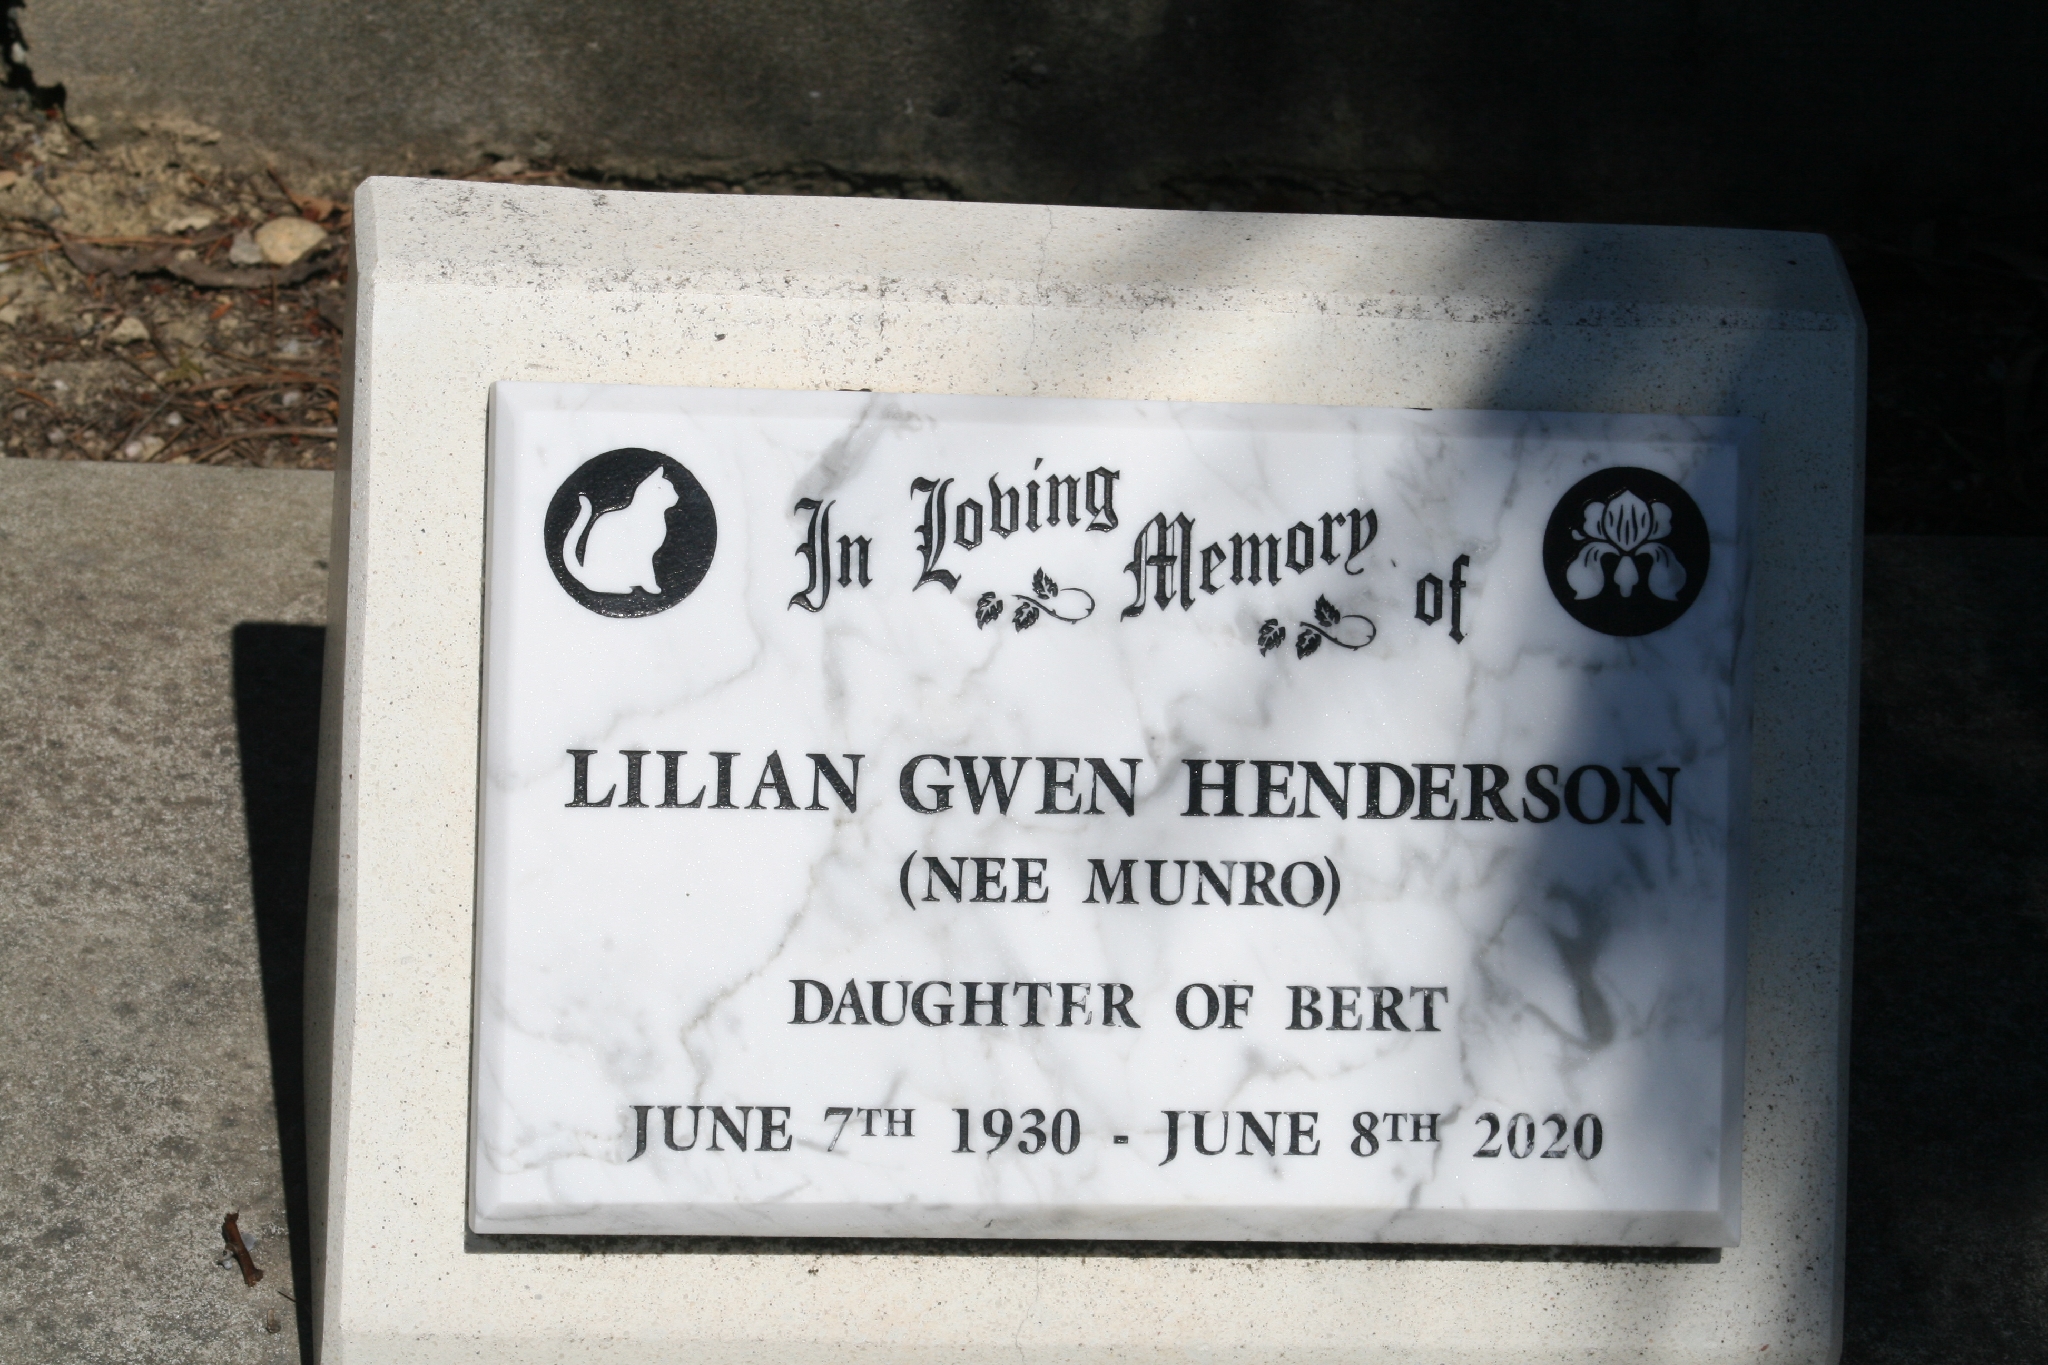 In Loving Memory of
LILIAN GWEN HENDERSON
(NEE MUNRO)
DAUGHTER OF BERT
JUNE 7TH 1930 - JUNE 8TH 2020